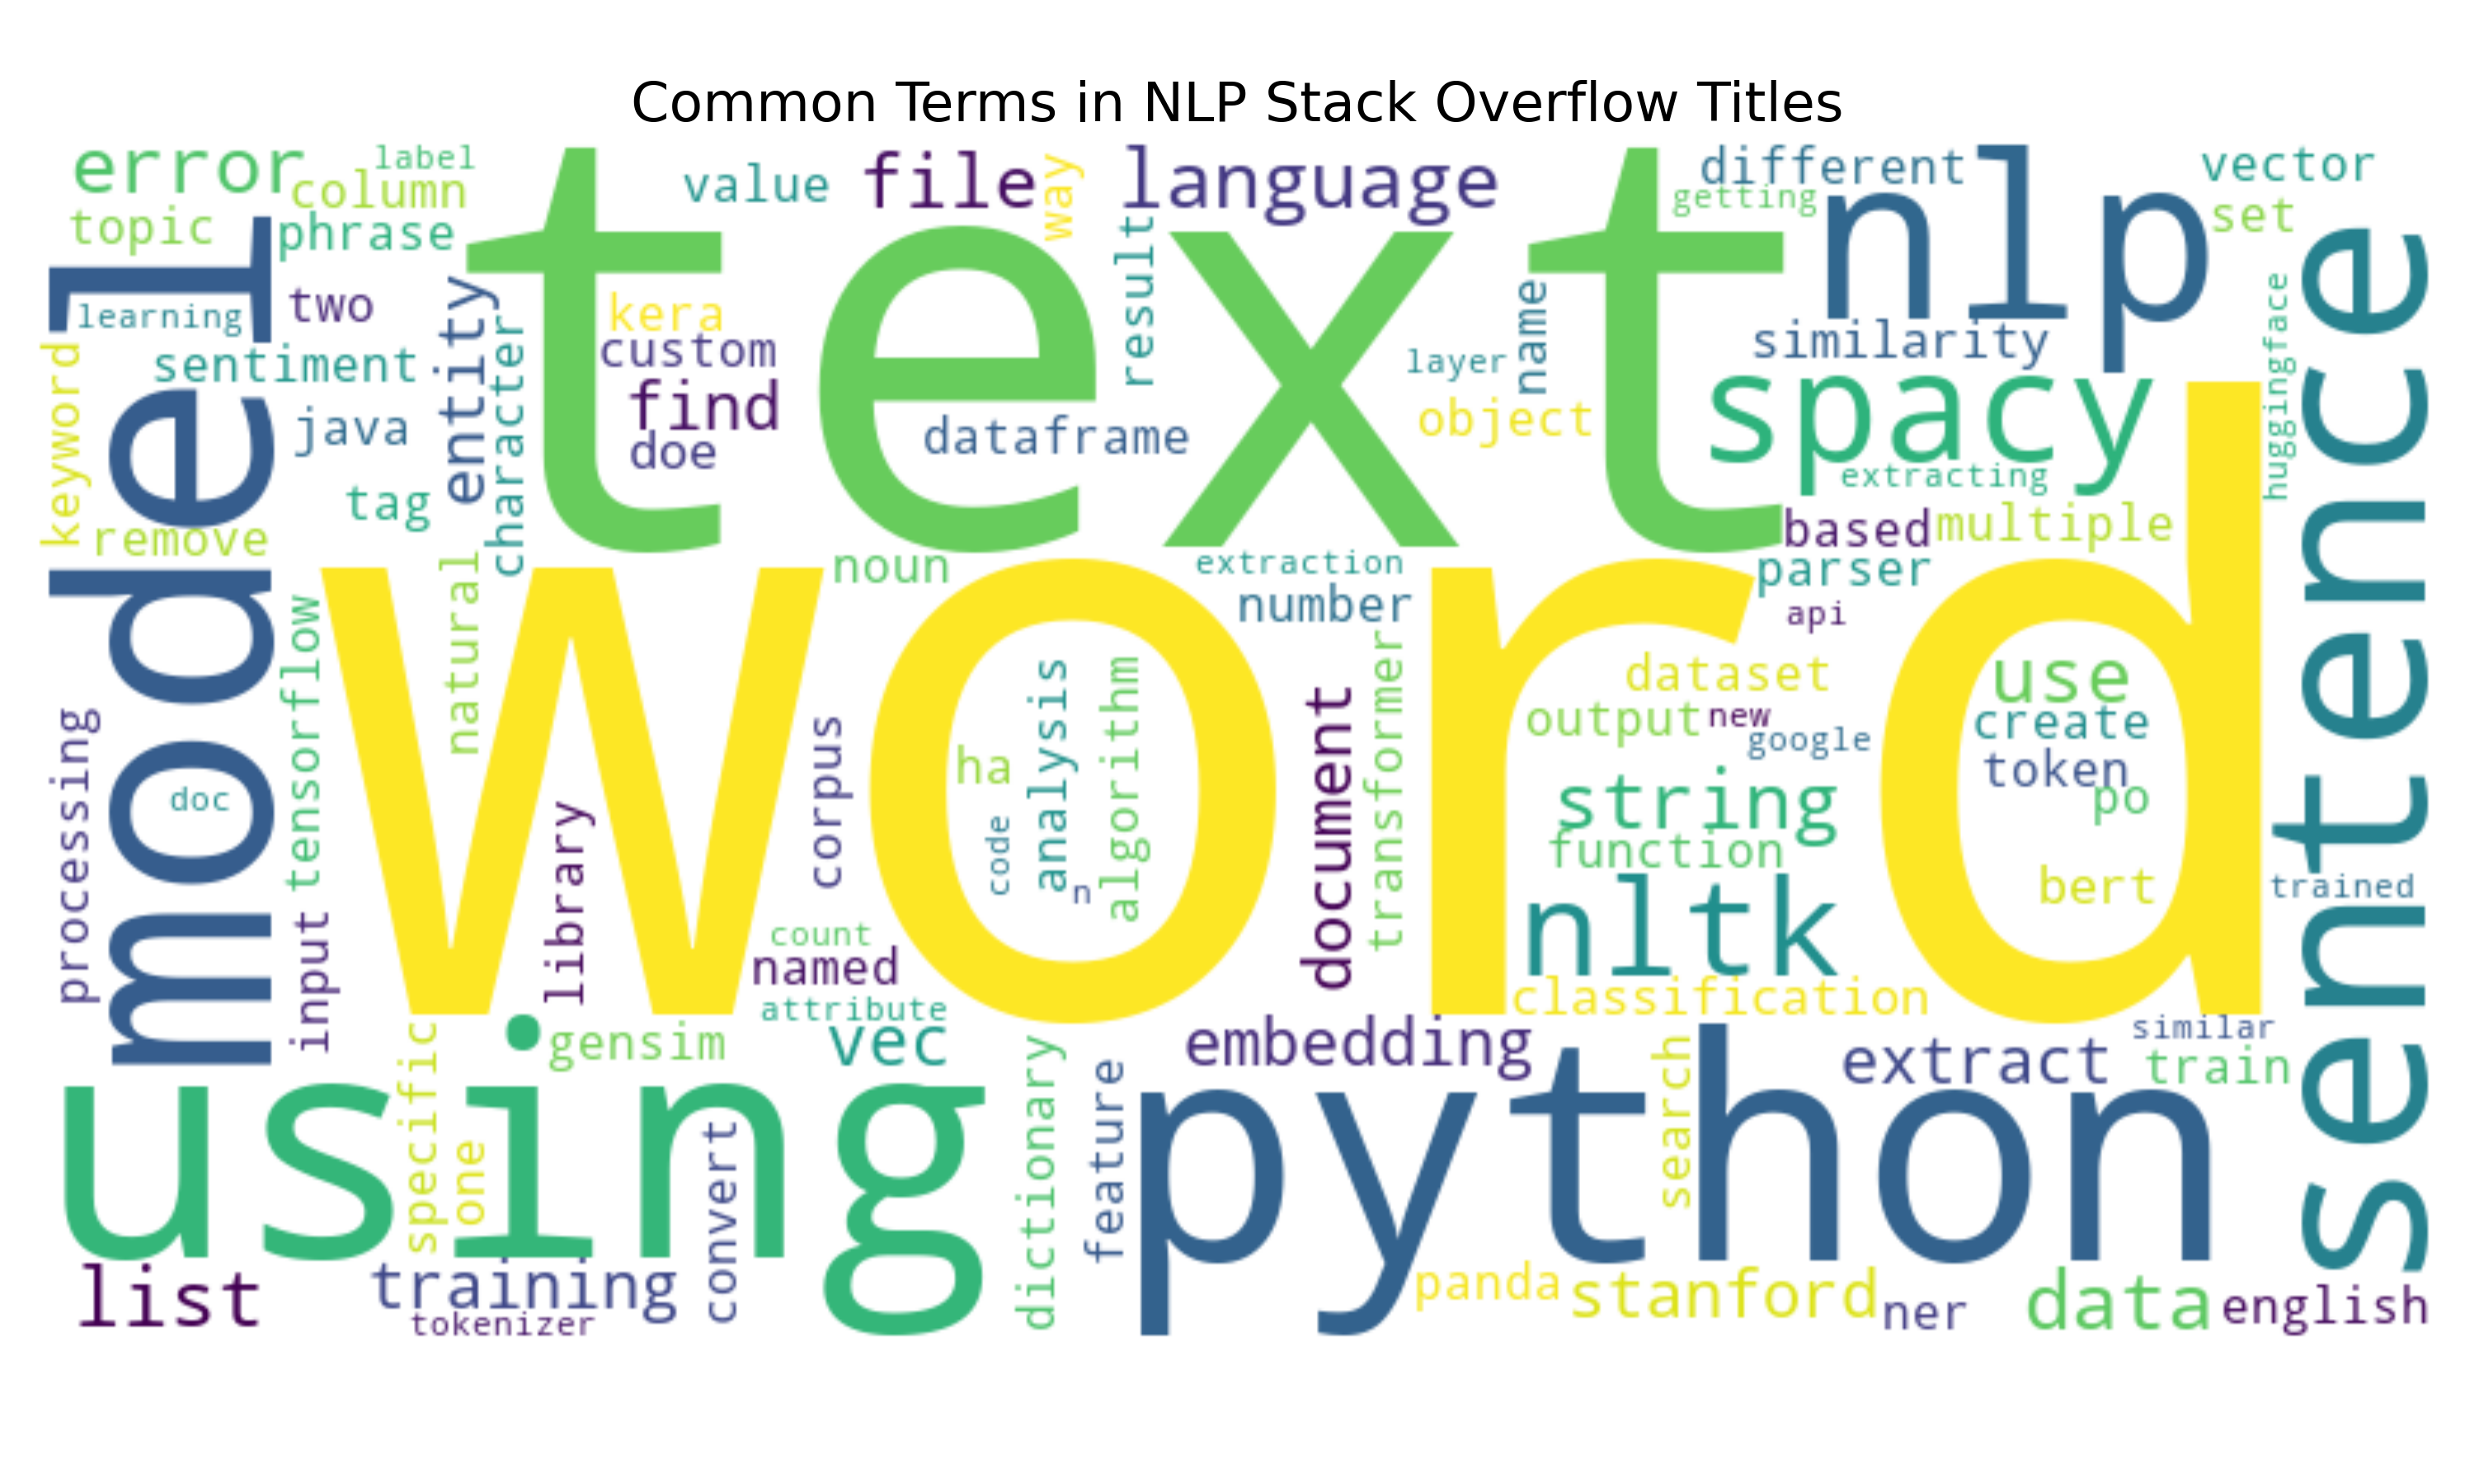 Common Terms in NLP Stack Overflow Titles
error
label
column
topic
phrase
value
file
way
language
different
getting
vector
set
text
nlp
model
learning
two
entity
kera
custom
result
name
layer
similarity
huggingface
sentence
keyword
sentiment
character
find
doe
dataframe
object
spacy
java
extracting
tag
remove
based
multiple
natural
noun
extraction
parser
number
api
word
tensorflow
processing
doc
corpus
ha
analysis
algorithm
code
n
document
transformer
dataset
output
new
google
use
create
token
po
string
function
bert
nltk
trained
library
input
count
named
attribute
classification
similar
specific
gensim
vec
dictionary
embedding
feature
search
extract
train
using
one
convert
python
list
training
tokenizer
panda
stanford
ner
data
english